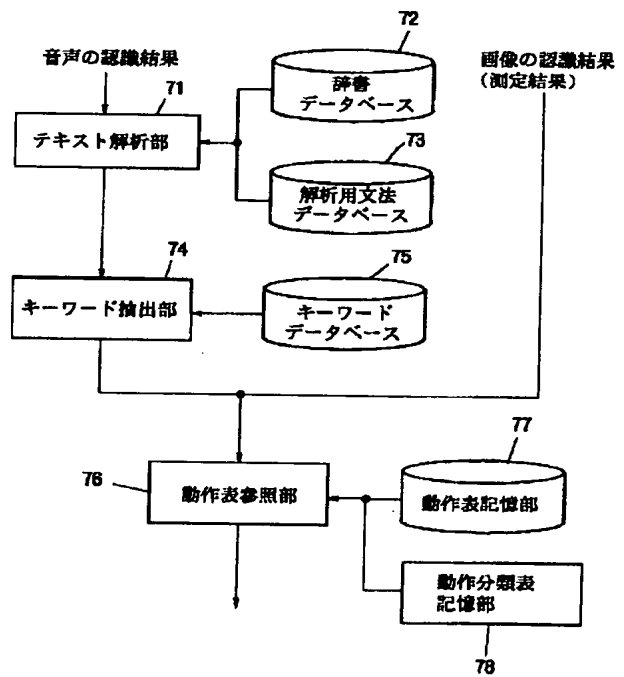 72
音声の認識結果
画像の認識結果
(測定結果)
71
辞書
データベース
テキスト解析部
73
解析用文法
データベース
74
75
キーワード抽出部
キーワード
データベース
77
76
動作表参照部
動作表記憶部
動作分類表
記憶部
78